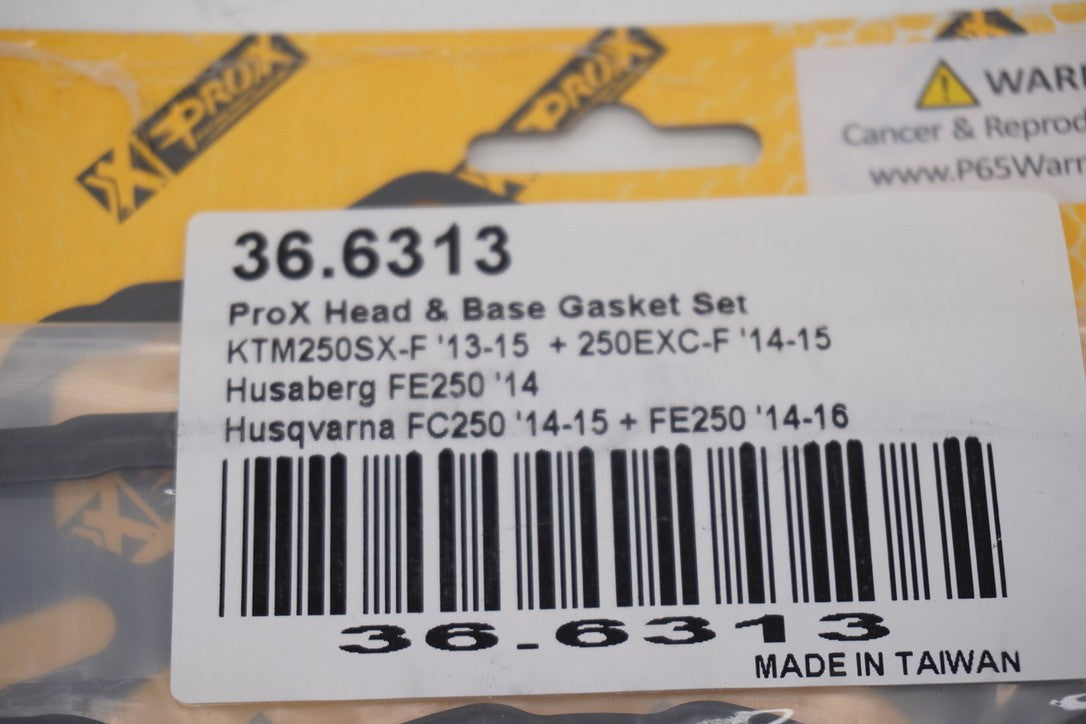 PROX
PROX
WAR
Cancer & Reprod
www.P65Warn
36.6313
ProX Head & Base Gasket Set
KTM250SX-F '13-15 + 250EXC-F '14-15
Husaberg FE250 '14
Husqvarna FC250 '14-15 + FE250 '14-16
36.6313
MADE IN TAIWAN